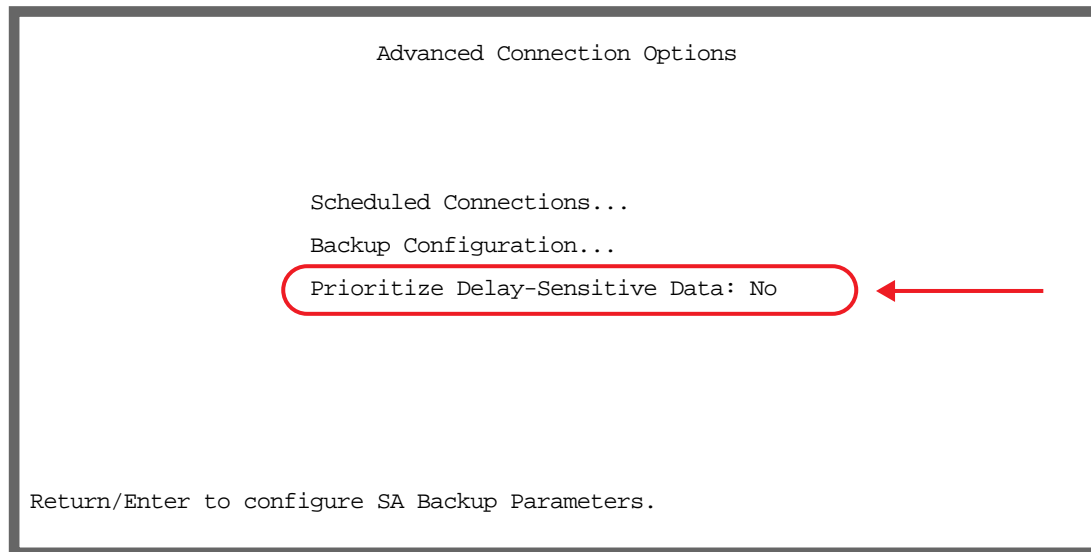 Advanced Connection Options
Scheduled Connections...
Backup Configuration...
Prioritize Delay-Sensitive Data: No
Return/Enter to configure SA Backup Parameters.